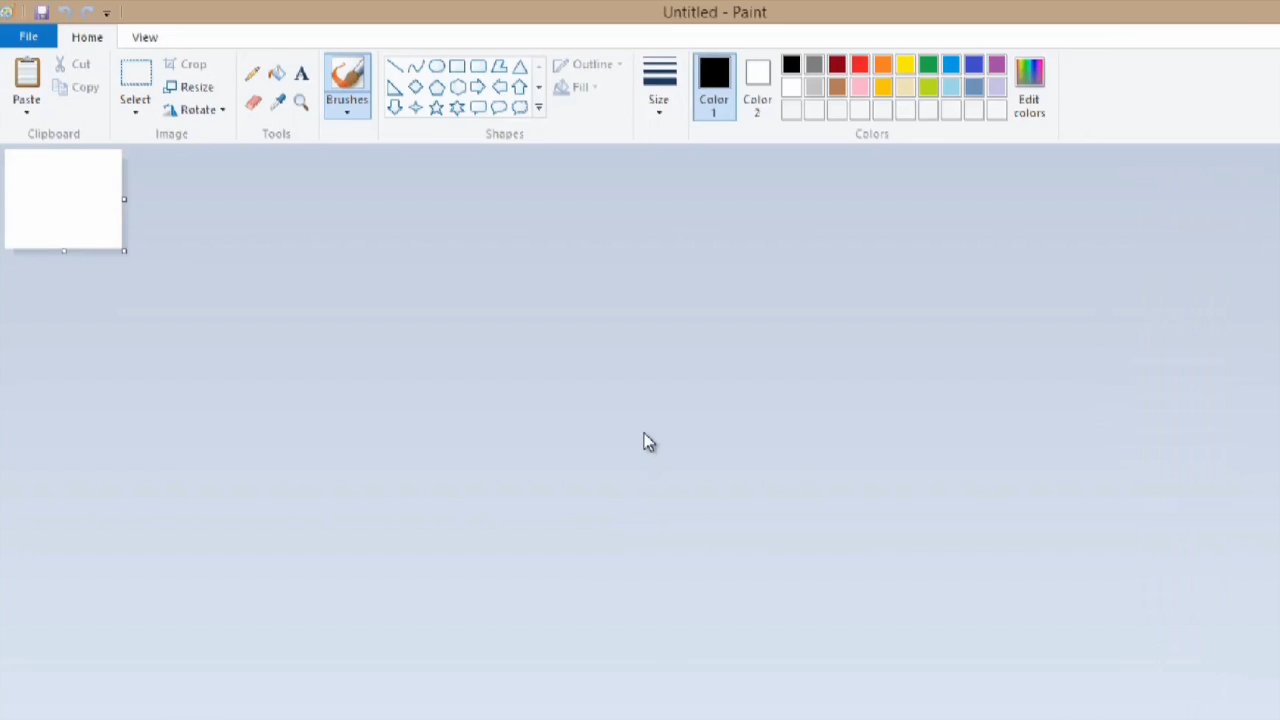 Untitled - Paint
File Home View
Paste
Cut
Copy
Clipboard
Select
Crop
Resize
Rotate
Image
Tools
Brushes
Shapes
Outline
Fill
Size
Color 1
Color 2
Edit colors
Colors